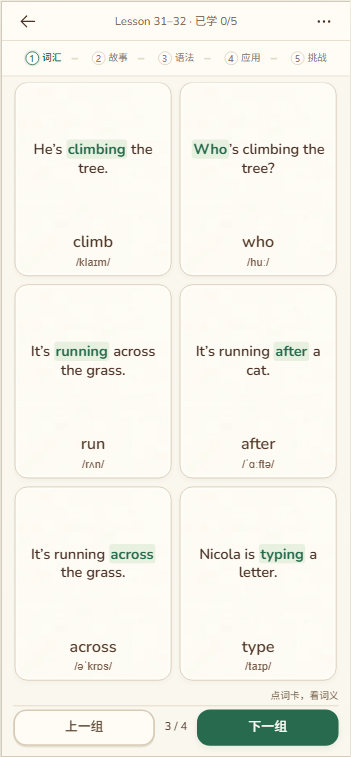 Lesson 31–32 · 已学 0/5
1 词汇 – 2 故事 – 3 语法 – 4 应用 – 5 挑战
He's climbing the
tree.
climb
/klaɪm/
Who's climbing the
tree?
who
/huː/
It's running across
the grass.
run
/rʌn/
It's running after a
cat.
after
/ˈɑːftə/
It's running across
the grass.
across
/əˈkrɒs/
Nicola is typing a
letter.
type
/taɪp/
点词卡，看词义
上一组
3 / 4
下一组